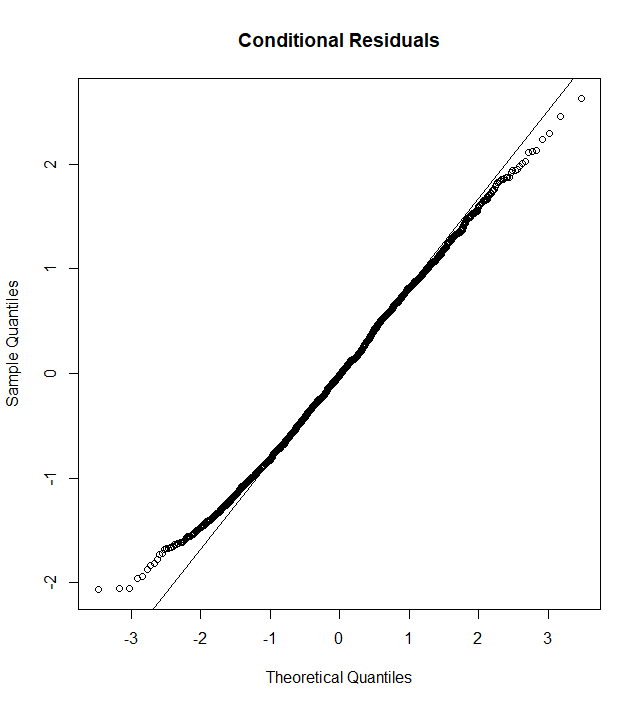 Conditional Residuals
Sample Quantiles
2
1
0
-1
-2
-3 -2 -1 0 1 2 3
Theoretical Quantiles